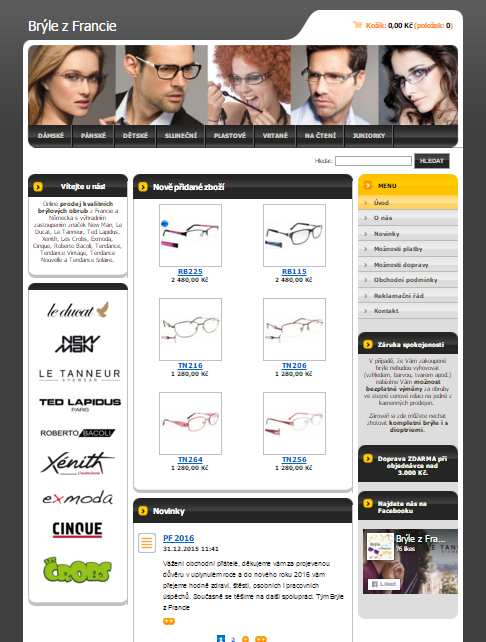 Brýle z Francie
Košík: 0,00 Kč (položek: 0)
DÁMSKÉ
PÁNSKÉ
DĚTSKÉ
SLUNEČNÍ
PLASTOVÉ
VRTANÉ
NA ČTENÍ
JUNIORKY
Hledat:
HLEDAT
Vítejte u nás!
Online prodej kvalitních
brýlových obrub z Francie a
Německa s výhradním
zastoupením značek New Man, Le
Ducat, Le Tanneur, Ted Lapidus,
Xenith, Les Crobs, Exmoda,
Cinque, Roberto Bacoli, Tendance,
Tendance Vintage, Tendance
Nouvelle a Tendance Solaire.
le ducat
NEW
MAN
LE TANNEUR
EYEWEAR
TED LAPIDUS
PARIS
ROBERTO BACOLI
Xénith
exmoda
CINQUE
CROBS
Nově přidané zboží
RB225
2 480,00 Kč
RB115
2 480,00 Kč
TN216
1 280,00 Kč
TN206
1 280,00 Kč
TN264
1 280,00 Kč
TN256
1 280,00 Kč
Novinky
PF 2016
31.12.2015 11:41
Vážení obchodní přátelé, děkujeme vám za projevenou
důvěru v uplynulém roce a do nového roku 2016 vám
přejeme hodně zdraví, štěstí, osobních i pracovních
úspěchů. Současně se těšíme na další spolupráci. Tým Brýle
z Francie
1 2
MENU
Úvod
O nás
Novinky
Možnosti platby
Možnosti dopravy
Obchodní podmínky
Reklamační řád
Kontakt
Záruka spokojenosti
V případě, že Vám zakoupené
brýle nebudou vyhovovat
(vzhledem, barvou, tvarem apod.)
nabízíme Vám možnost
bezplatné výměny za obruby
ve stejné cenové relaci na jedné z
kamenných prodejen.
Zároveň si zde můžete nechat
zhotovit kompletní brýle i s
dioptriemi.
Doprava ZDARMA při
objednávce nad
3.000 Kč.
Najdete nás na
Facebooku
Brýle z Fra...
76 likes
Liked